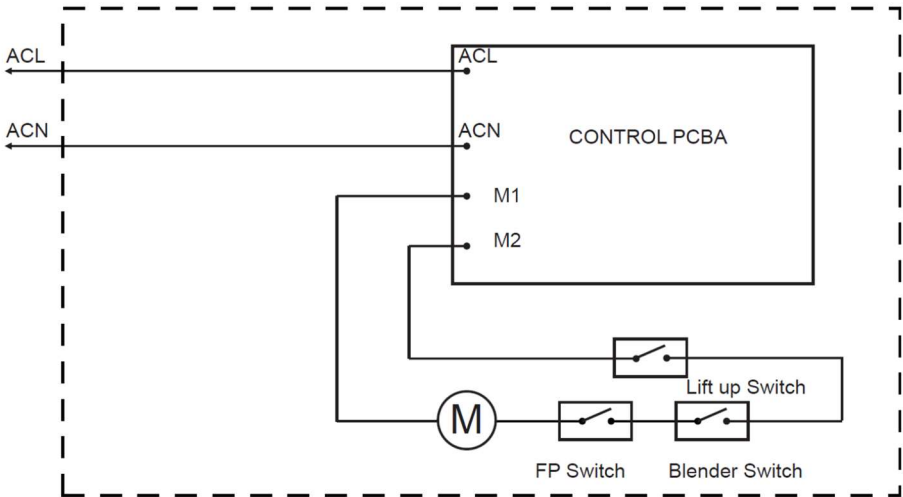 ACL
ACL
ACN
ACN
CONTROL PCBA
M1
M2
Lift up Switch
M
FP Switch
Blender Switch